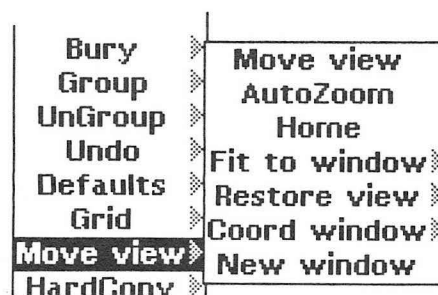 Bury
Group
UnGroup
Undo
Defaults
Grid
Move view
HardCopy
Move view
AutoZoom
Home
Fit to window
Restore view
Coord window
New window